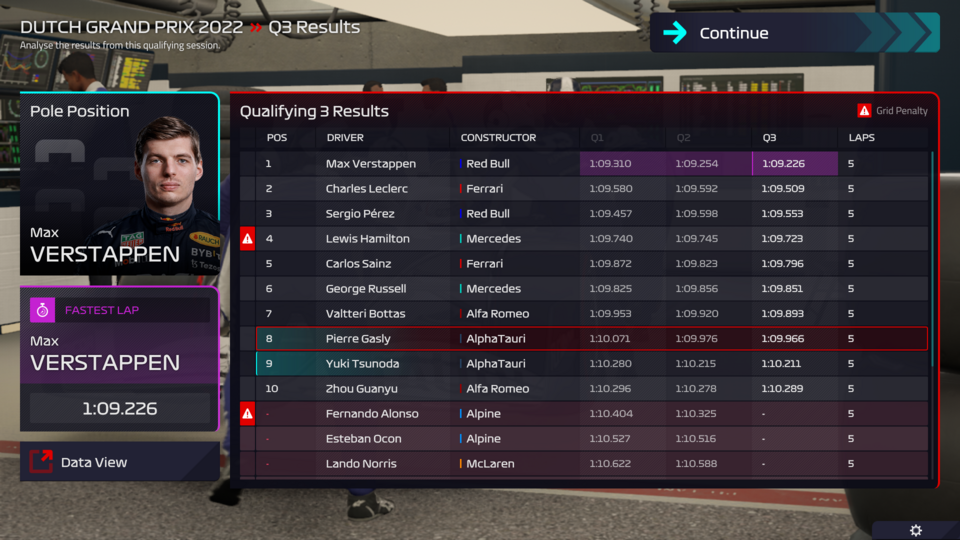 DUTCH GRAND PRIX 2022 » Q3 Results
Analyse the results from this qualifying session.
Continue
Pole Position
Max
VERSTAPPEN
FASTEST LAP
Max
VERSTAPPEN
1:09.226
Data View
Qualifying 3 Results
Grid Penalty
POS DRIVER CONSTRUCTOR Q1 Q2 Q3 LAPS
1 Max Verstappen Red Bull 1:09.310 1:09.254 1:09.226 5
2 Charles Leclerc Ferrari 1:09.580 1:09.592 1:09.509 5
3 Sergio Pérez Red Bull 1:09.457 1:09.598 1:09.553 5
4 Lewis Hamilton Mercedes 1:09.740 1:09.745 1:09.723 5
5 Carlos Sainz Ferrari 1:09.872 1:09.823 1:09.796 5
6 George Russell Mercedes 1:09.825 1:09.856 1:09.851 5
7 Valtteri Bottas Alfa Romeo 1:09.953 1:09.920 1:09.893 5
8 Pierre Gasly AlphaTauri 1:10.071 1:09.976 1:09.966 5
9 Yuki Tsunoda AlphaTauri 1:10.280 1:10.215 1:10.211 5
10 Zhou Guanyu Alfa Romeo 1:10.296 1:10.278 1:10.289 5
- Fernando Alonso Alpine 1:10.404 1:10.325 - 5
- Esteban Ocon Alpine 1:10.527 1:10.516 - 5
- Lando Norris McLaren 1:10.622 1:10.588 - 5